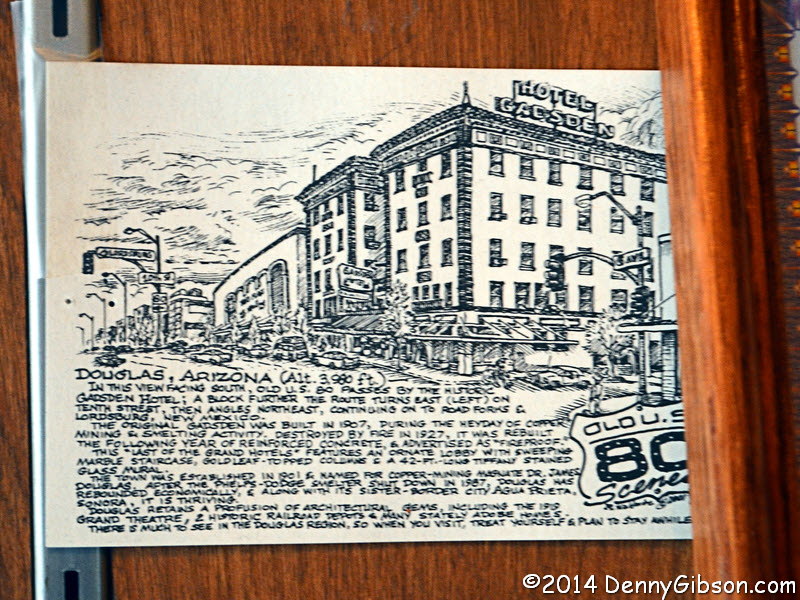 HOTEL
GADSDEN
LORDSBURG
GADSDEN
HOTEL
G AVE.
DOUGLAS, ARIZONA (Alt. 3,980 ft.)
IN THIS VIEW FACING SOUTH, OLD U.S. 80 PASSES BY THE HISTORIC
GADSDEN HOTEL; A BLOCK FURTHER THE ROUTE TURNS EAST (LEFT) ON
TENTH STREET, THEN ANGLES NORTHEAST, CONTINUING ON TO ROAD FORKS &
LORDSBURG, NEW MEXICO.
THE ORIGINAL GADSDEN WAS BUILT IN 1907, DURING THE HEYDAY OF COPPER
MINING & SMELTING ACTIVITY. DESTROYED BY FIRE IN 1927, IT WAS REBUILT
THE FOLLOWING YEAR OF REINFORCED CONCRETE & ADVERTISED AS "FIREPROOF."
THIS "LAST OF THE GRAND HOTELS" FEATURES AN ORNATE LOBBY WITH SWEEPING
MARBLE STAIRCASE, GOLD LEAF-TOPPED COLUMNS & A 42-FT.-LONG TIFFANY STAINED
GLASS MURAL.
THE TOWN WAS ESTABLISHED IN 1901 & NAMED FOR COPPER-MINING MAGNATE DR. JAMES
DOUGLAS. AFTER THE LARGE SMELTER SHUT DOWN IN 1987, DOUGLAS HAS
REBOUNDED ECONOMICALLY, & ALONG WITH ITS SISTER-BORDER CITY AGUA PRIETA,
SONORA, IT IS THRIVING.
DOUGLAS RETAINS A PROFUSION OF ARCHITECTURAL GEMS, INCLUDING THE 1919
GRAND THEATRE, 2 HISTORIC RAILROAD DEPOTS & MANY STATELY ADOBE HOMES.
THERE IS MUCH TO SEE IN THE DOUGLAS REGION, SO WHEN YOU VISIT, TREAT YOURSELF & PLAN TO STAY AWHILE
OLD U.S.
80
Scenes
©2014 DennyGibson.com